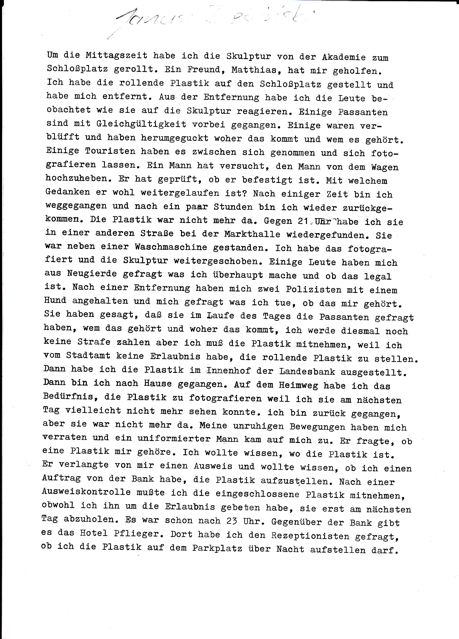 Um die Mittagszeit habe ich die Skulptur von der Akademie zum
Schloßplatz gerollt. Ein Freund, Matthias, hat mir geholfen.
Ich habe die rollende Plastik auf den Schloßplatz gestellt und
habe mich entfernt. Aus der Entfernung habe ich die Leute be-
obachtet wie sie auf die Skulptur reagieren. Einige Passanten
sind mit Gleichgültigkeit vorbei gegangen. Einige waren ver-
blüfft und haben herumgeguckt woher das kommt und wem es gehört.
Einige Touristen haben es zwischen sich genommen und sich foto-
grafieren lassen. Ein Mann hat versucht, den Mann von dem Wagen
hochzuheben. Er hat geprüft, ob er befestigt ist. Mit welchem
Gedanken er wohl weitergelaufen ist? Nach einiger Zeit bin ich
weggegangen und nach ein paar Stunden bin ich wieder zurückge-
kommen. Die Plastik war nicht mehr da. Gegen 21 Uhr habe ich sie
in einer anderen Straße bei der Markthalle wiedergefunden. Sie
war neben einer Waschmaschine gestanden. Ich habe das fotogra-
fiert und die Skulptur weitergeschoben. Einige Leute haben mich
aus Neugierde gefragt was ich überhaupt mache und ob das legal
ist. Nach einer Entfernung haben mich zwei Polizisten mit einem
Hund angehalten und mich gefragt was ich tue, ob das mir gehört.
Sie haben gesagt, daß sie im Laufe des Tages die Passanten gefragt
haben, wem das gehört und woher das kommt, ich werde diesmal noch
keine Strafe zahlen aber ich muß die Plastik mitnehmen, weil ich
vom Stadtamt keine Erlaubnis habe, die rollende Plastik zu stellen.
Dann habe ich die Plastik im Innenhof der Landesbank ausgestellt.
Dann bin ich nach Hause gegangen. Auf dem Heimweg habe ich das
Bedürfnis, die Plastik zu fotografieren weil ich sie am nächsten
Tag vielleicht nicht mehr sehen konnte. ich bin zurück gegangen,
aber sie war nicht mehr da. Meine unruhigen Bewegungen haben mich
verraten und ein uniformierter Mann kam auf mich zu. Er fragte, ob
eine Plastik mir gehöre. Ich wollte wissen, wo die Plastik ist.
Er verlangte von mir einen Ausweis und wollte wissen, ob ich einen
Auftrag von der Bank habe, die Plastik aufzustellen. Nach einer
Ausweiskontrolle mußte ich die eingeschlossene Plastik mitnehmen,
obwohl ich ihn um die Erlaubnis gebeten habe, sie erst am nächsten
Tag abzuholen. Es war schon nach 23 Uhr. Gegenüber der Bank gibt
es das Hotel Pflieger. Dort habe ich den Rezeptionisten gefragt,
ob ich die Plastik auf dem Parkplatz über Nacht aufstellen darf.